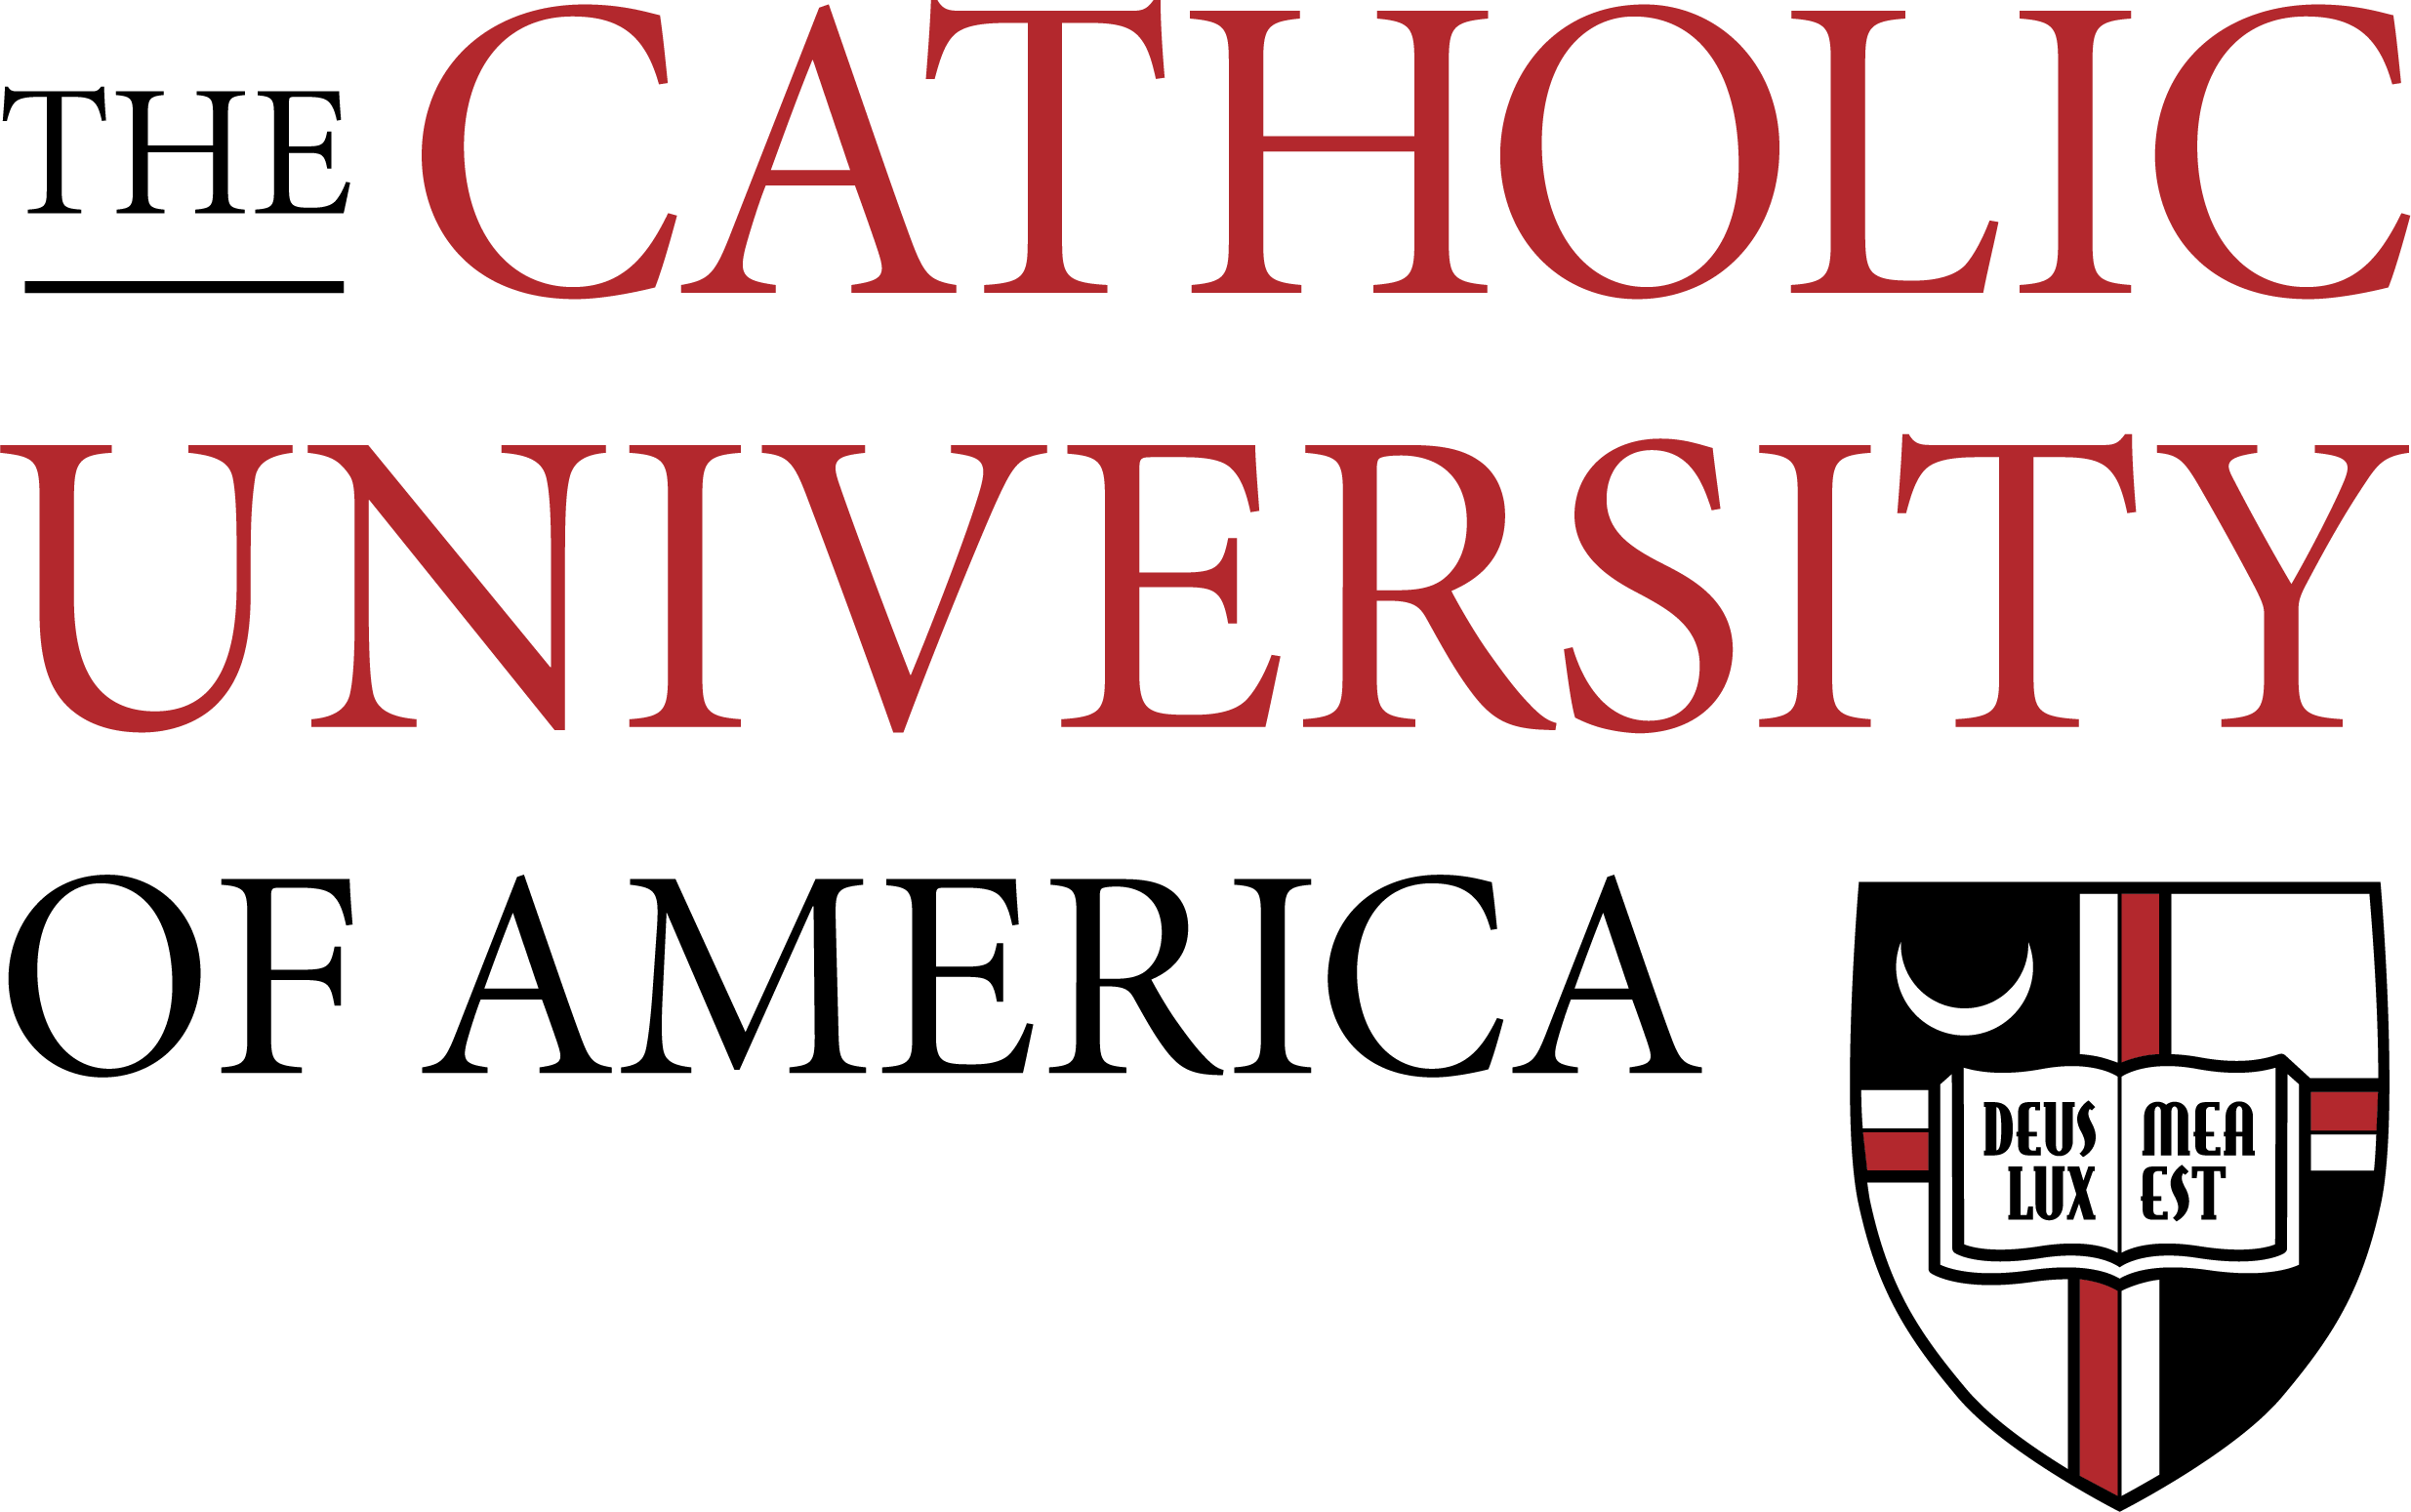 THE CATHOLIC
UNIVERSITY
OF AMERICA
DEUS MEA
LUX EST